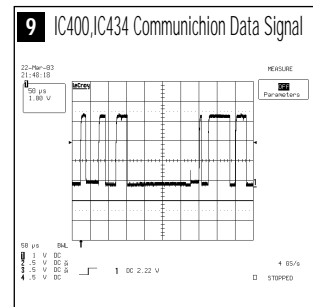 9 IC400,IC434 Communichion Data Signal
22-Mar-03
21:48:18
LeCroy
MEASURE
1
50 µs
1.00 V
OFF
Parameters
1
50 µs BWL
1 1 V DC
2 .5 V DC
3 .5 V DC
4 .5 V DC
1 DC 2.22 V
4 GS/s
STOPPED